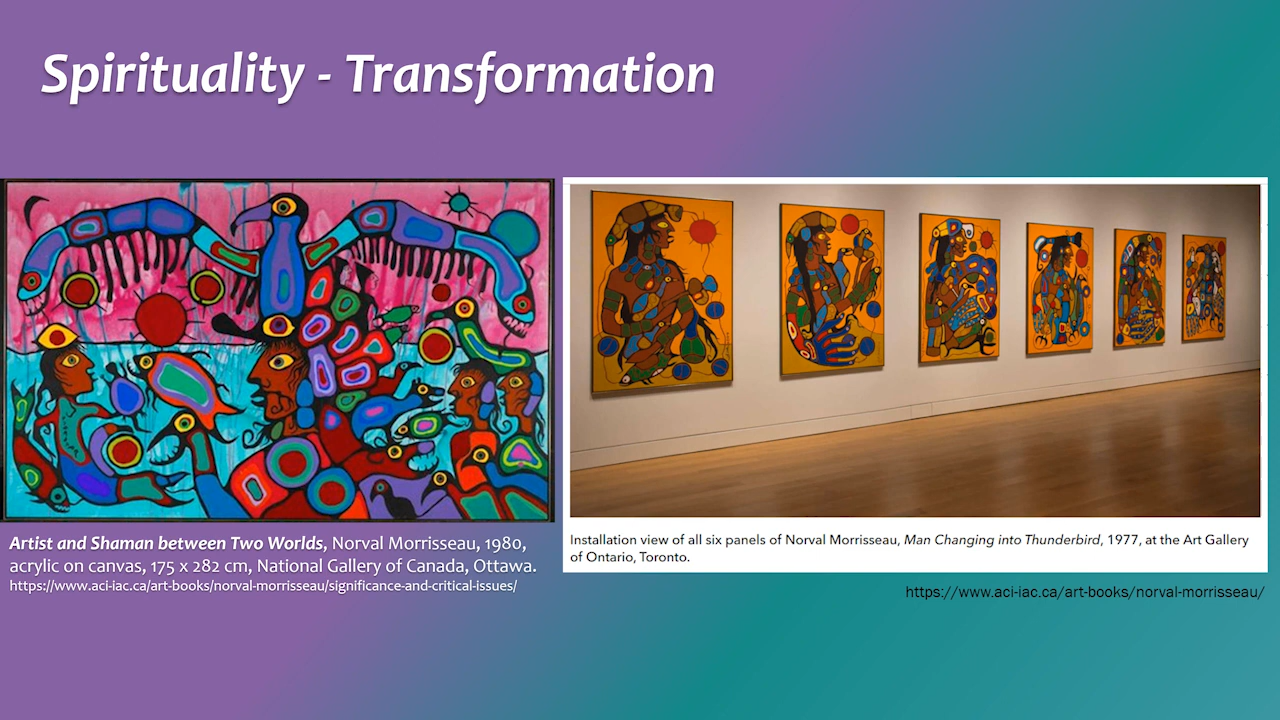 Spirituality - Transformation
Artist and Shaman between Two Worlds, Norval Morrisseau, 1980,
acrylic on canvas, 175 x 282 cm, National Gallery of Canada, Ottawa.
https://www.aci-iac.ca/art-books/norval-morrisseau/significance-and-critical-issues/
Installation view of all six panels of Norval Morrisseau, Man Changing into Thunderbird, 1977, at the Art Gallery
of Ontario, Toronto.
https://www.aci-iac.ca/art-books/norval-morrisseau/